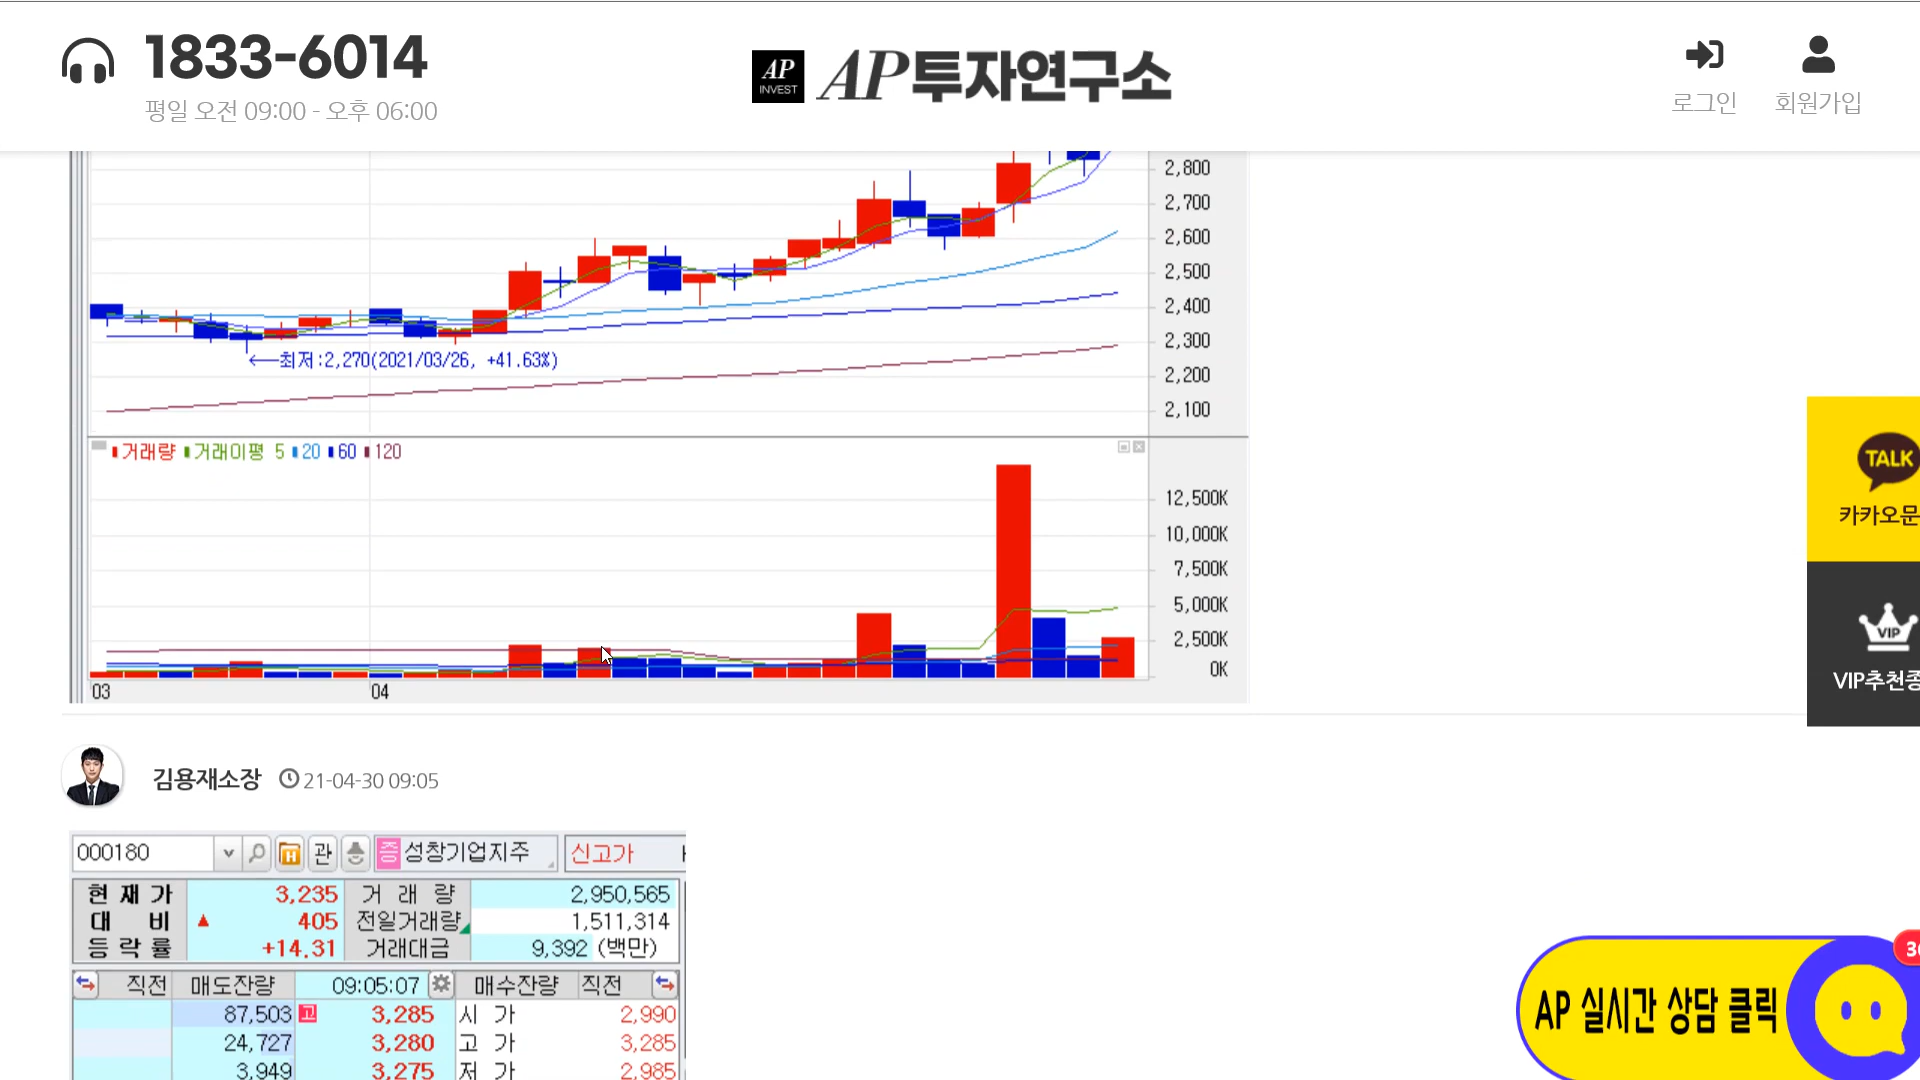 1833-6014
평일 오전 09:00 - 오후 06:00
AP
INVEST
AP투자연구소
로그인
회원가입
2,800
2,700
2,600
2,500
2,400
2,300
2,200
2,100
최저:2,270(2021/03/26, +41.63%)
거래량 거래이평 5 20 60 120
12,500K
10,000K
7,500K
5,000K
2,500K
0K
03
04
TALK
카카오문
VIP
VIP추천종
김용재소장 21-04-30 09:05
000180 관 증 성창기업지주 신고가
현재가 3,235 거래량 2,950,565
대비 ▲ 405 전일거래량 1,511,314
등락률 +14.31 거래대금 9,392 (백만)
직전 매도잔량 09:05:07 매수잔량 직전
87,503 고 3,285 시가 2,990
24,727 3,280 고가 3,285
3,949 3,275 저가 2,985
AP 실시간 상담 클릭